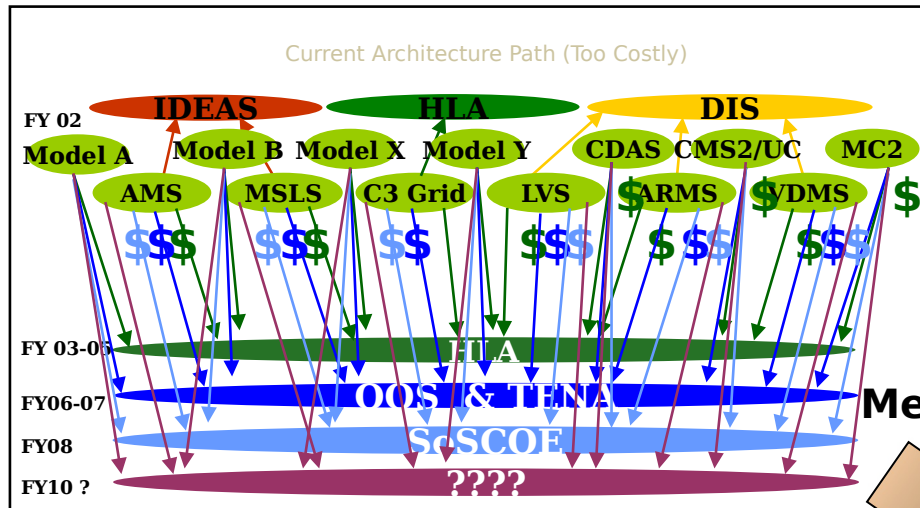 Current Architecture Path (Too Costly)
IDEAS HLA DIS
FY 02
Model A Model B Model X Model Y CDAS CMS2/UC MC2
AMS MSLS C3 Grid LVS $ ARMS $ VDMS $
$ $ $ $ $ $ $ $ $ $ $ $ $ $ $ $ $
FY 03-05 HLA
FY06-07 OOS & TENA Me
FY08 SoSCOE
FY10 ? ????